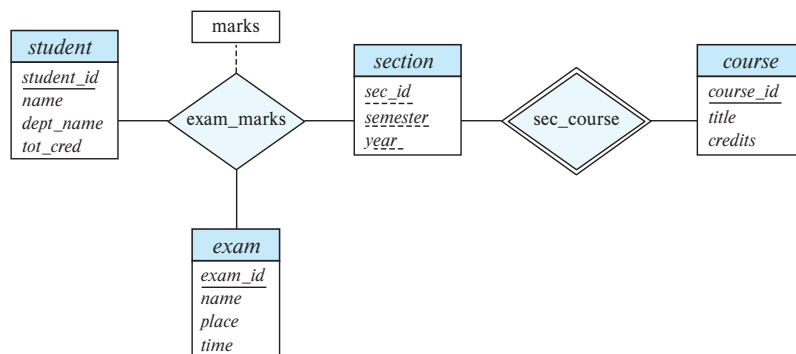 marks
student
student_id
name
dept_name
tot_cred
exam_marks
section
sec_id
semester
year
sec_course
course
course_id
title
credits
exam
exam_id
name
place
time